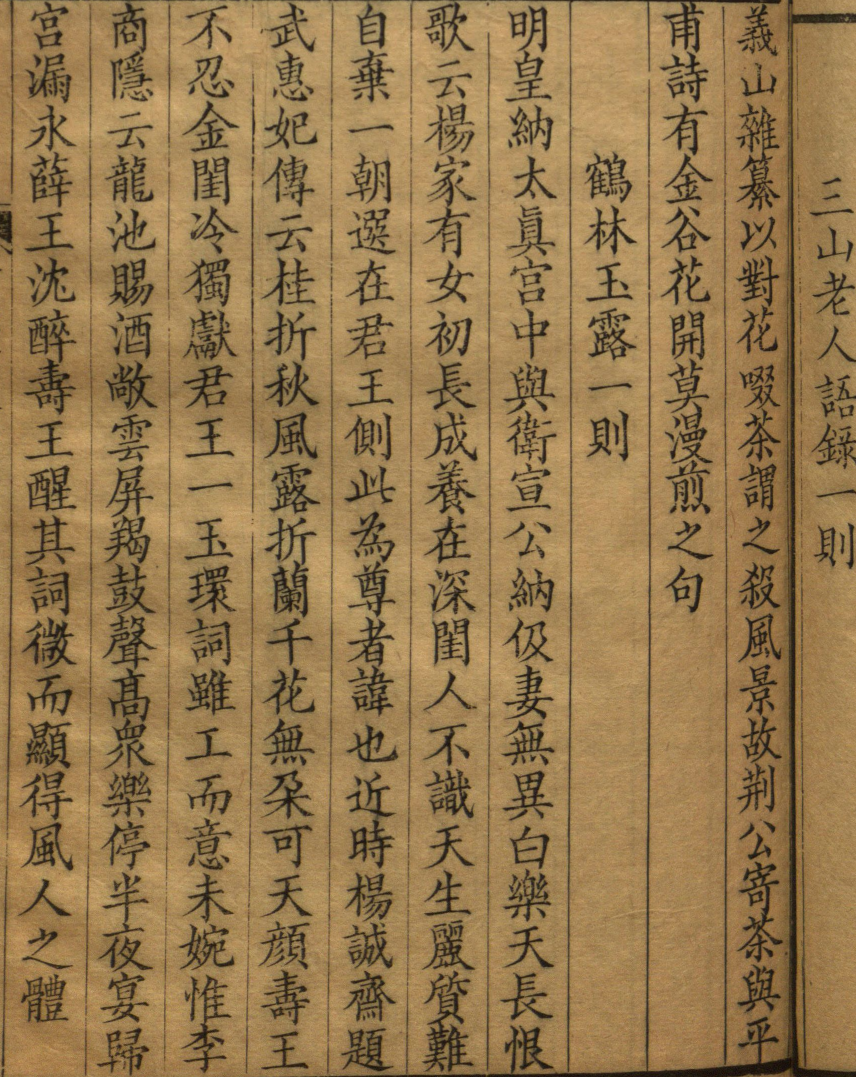 三山老人語錄一則
義山雜纂以對花啜茶謂之殺風景故荆公寄茶與平
甫詩有金谷花開莫漫煎之句
鶴林玉露一則
明皇納太眞宫中與衛宣公納伋妻無異白樂天長恨
歌云楊家有女初長成養在深閨人不識天生麗質難
自棄一朝選在君王側此為尊者諱也近時楊誠齋題
武惠妃傳云桂折秋風露折蘭千花無朶可天顏壽王
不忍金閨冷獨獻君王一玉環詞雖工而意未婉惟李
商隱云龍池賜酒敞雲屏羯鼓聲髙衆樂停半夜宴歸
宫漏永薛王沈醉壽王醒其詞微而顯得風人之體